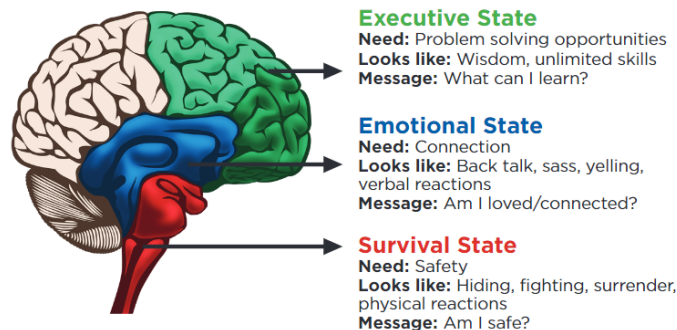 Executive State
Need: Problem solving opportunities
Looks like: Wisdom, unlimited skills
Message: What can I learn?
Emotional State
Need: Connection
Looks like: Back talk, sass, yelling,
verbal reactions
Message: Am I loved/connected?
Survival State
Need: Safety
Looks like: Hiding, fighting, surrender,
physical reactions
Message: Am I safe?